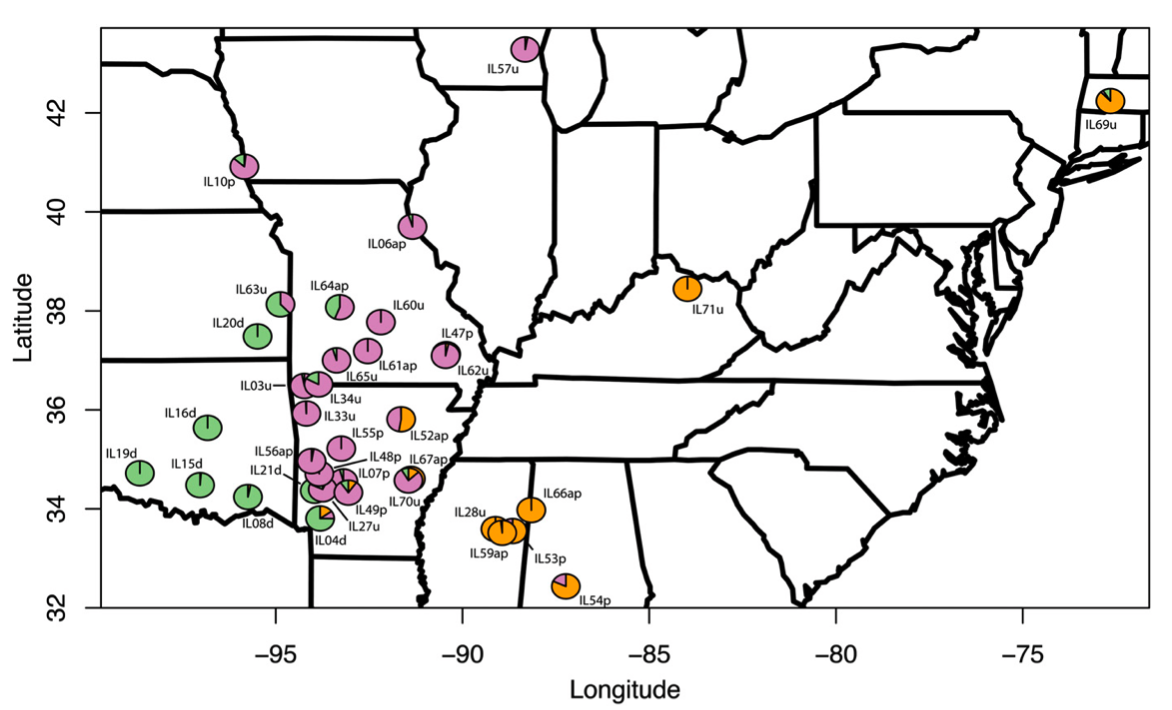 IL57u
42
IL69u
IL10p
40
IL06ap
IL63u
IL64ap
38
IL60u
IL71u
IL20d
IL47p
IL61ap
IL62u
IL65u
IL03u
IL34u
36
IL16d
IL33u
IL52ap
IL55p
IL19d
IL56ap
IL48p
IL67ap
IL15d
IL21d
IL07p
IL66ap
IL70u
34
IL49p
IL28u
IL08d
IL27u
IL04d
IL59ap
IL53p
IL54p
32
Latitude
−95
−90
−85
−80
−75
Longitude